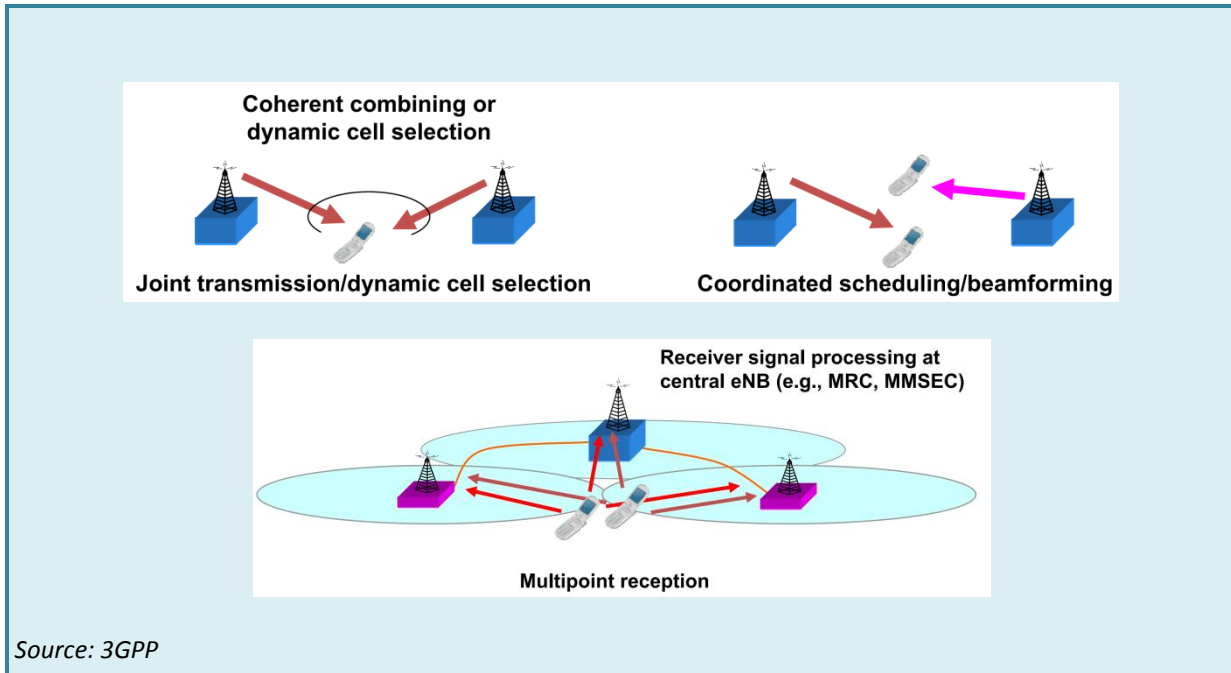 Coherent combining or
dynamic cell selection
Joint transmission/dynamic cell selection
Coordinated scheduling/beamforming
Receiver signal processing at
central eNB (e.g., MRC, MMSEC)
Multipoint reception
Source: 3GPP